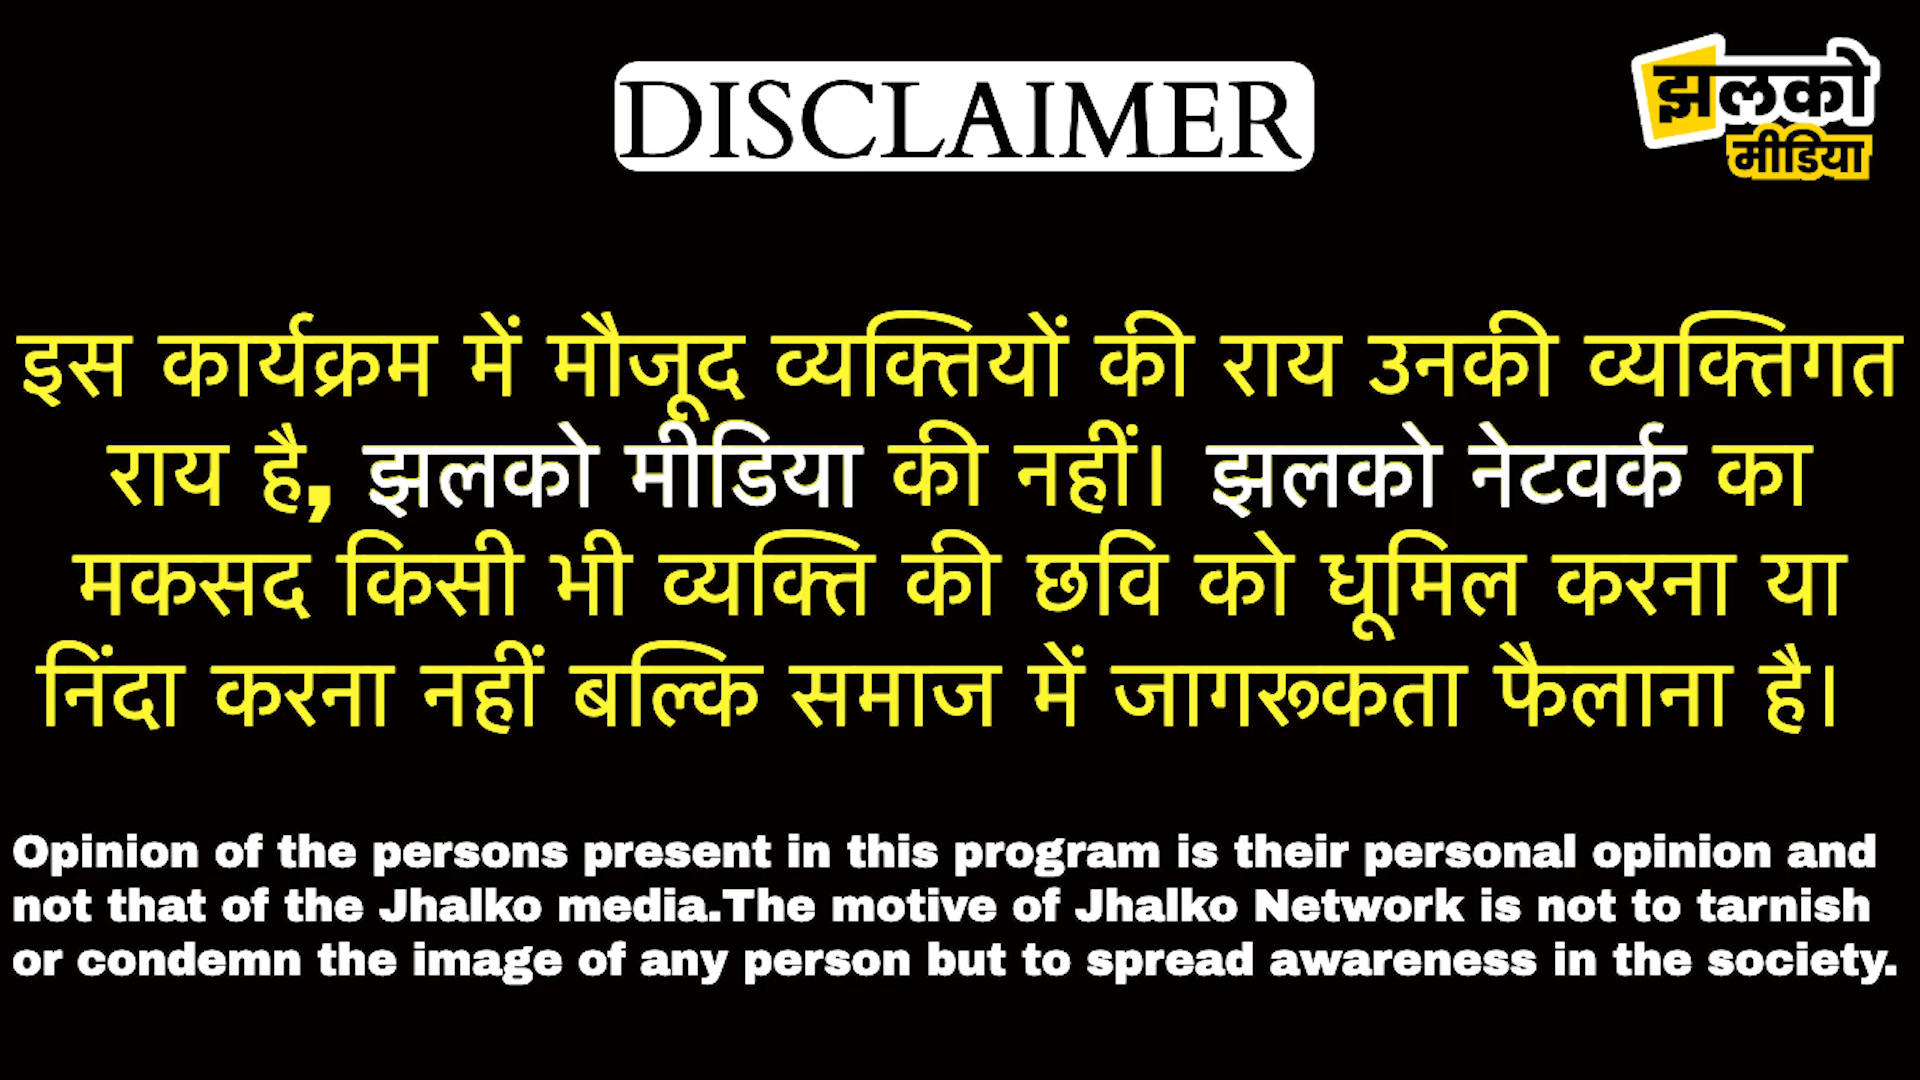 DISCLAIMER
झलको
मीडिया
इस कार्यक्रम में मौजूद व्यक्तियों की राय उनकी व्यक्तिगत
राय है, झलको मीडिया की नहीं। झलको नेटवर्क का
मकसद किसी भी व्यक्ति की छवि को धूमिल करना या
निंदा करना नहीं बल्कि समाज में जागरूकता फैलाना है।
Opinion of the persons present in this program is their personal opinion and
not that of the Jhalko media.The motive of Jhalko Network is not to tarnish
or condemn the image of any person but to spread awareness in the society.